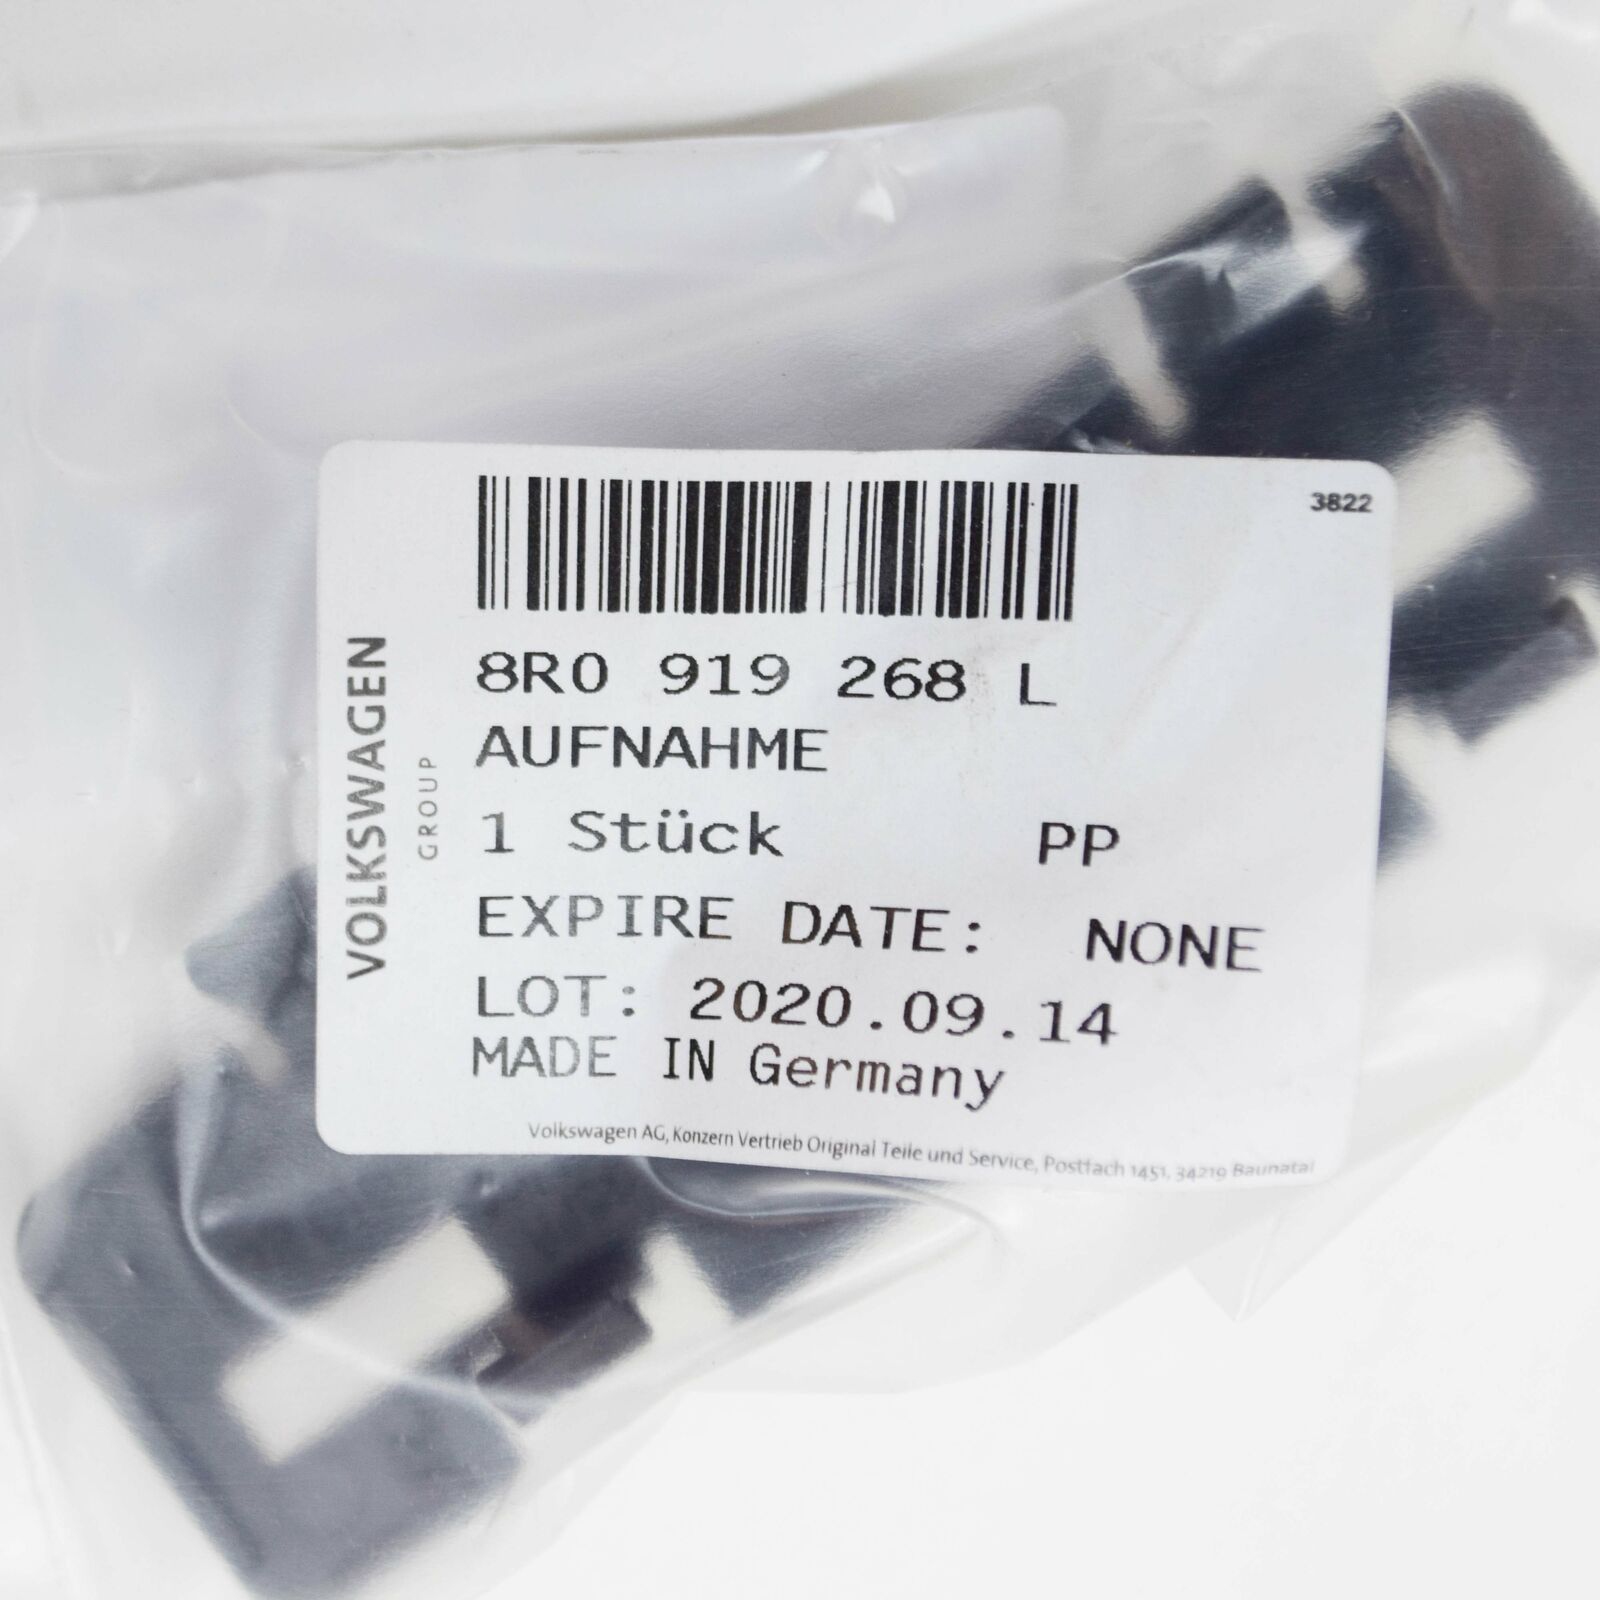 3822
VOLKSWAGEN
GROUP
8R0 919 268 L
AUFNAHME
1 Stück PP
EXPIRE DATE: NONE
LOT: 2020.09.14
MADE IN Germany
Volkswagen AG, Konzern Vertrieb Original Teile und Service, Postfach 1451, 34219 Baunatal